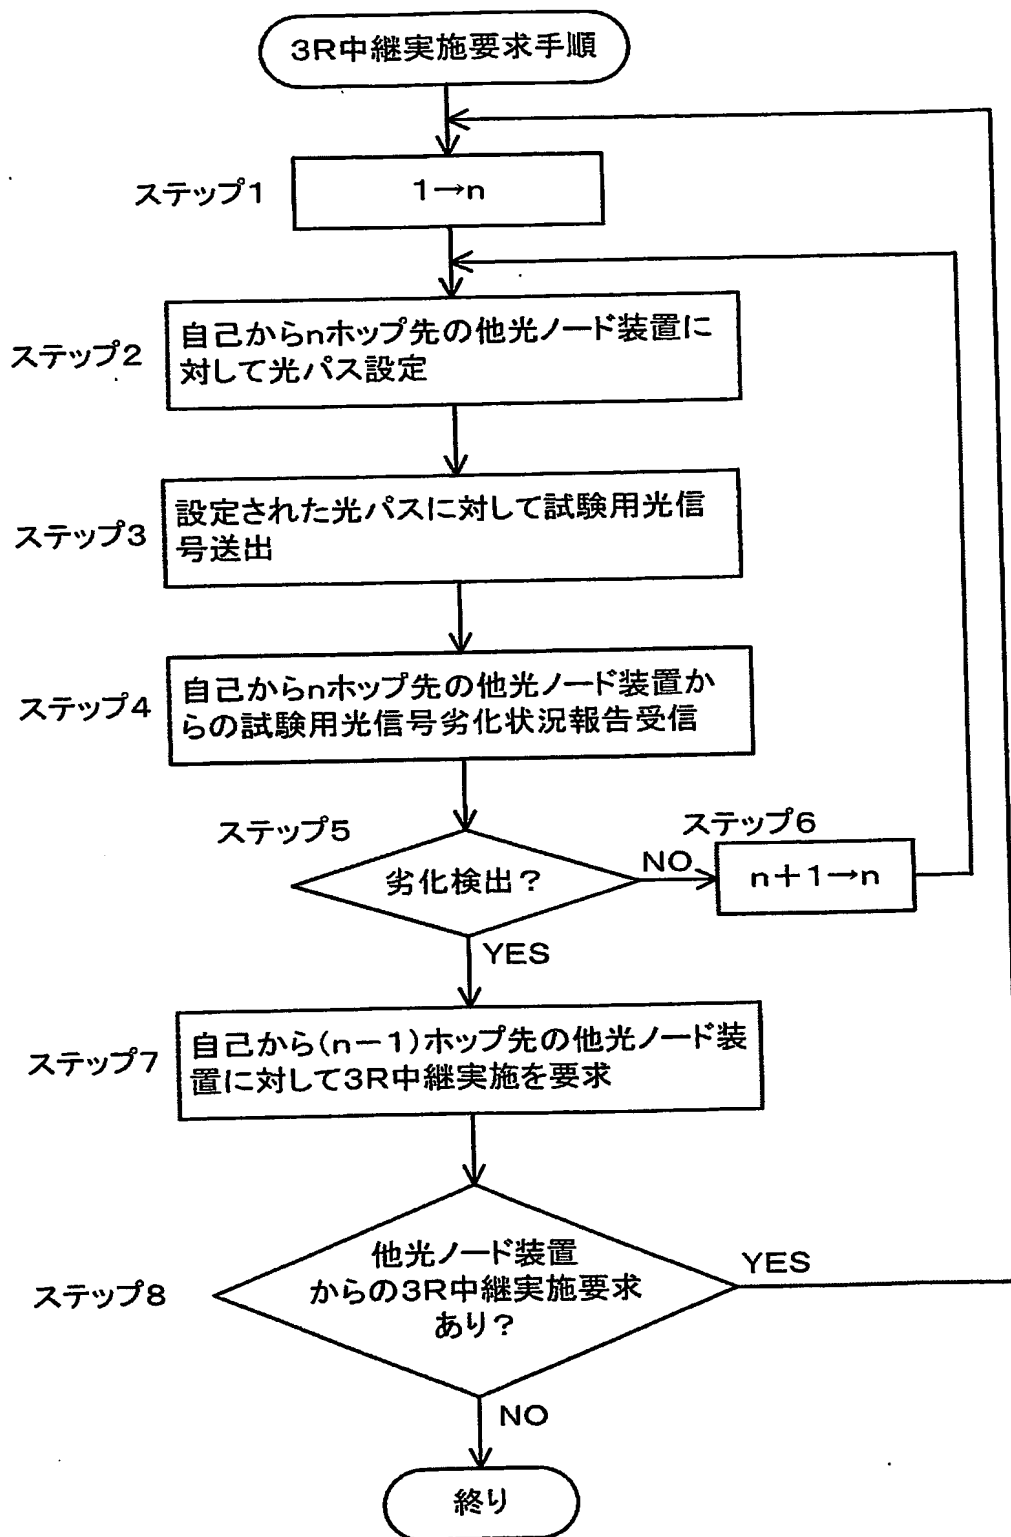 3R中継実施要求手順
ステップ1
1→n
ステップ2
自己からnホップ先の他光ノード装置に
対して光パス設定
ステップ3
設定された光パスに対して試験用光信
号送出
ステップ4
自己からnホップ先の他光ノード装置か
らの試験用光信号劣化状況報告受信
ステップ5
劣化検出?
NO
ステップ6
n+1→n
YES
ステップ7
自己から(n-1)ホップ先の他光ノード装
置に対して3R中継実施を要求
ステップ8
他光ノード装置
からの3R中継実施要求
あり?
YES
NO
終り